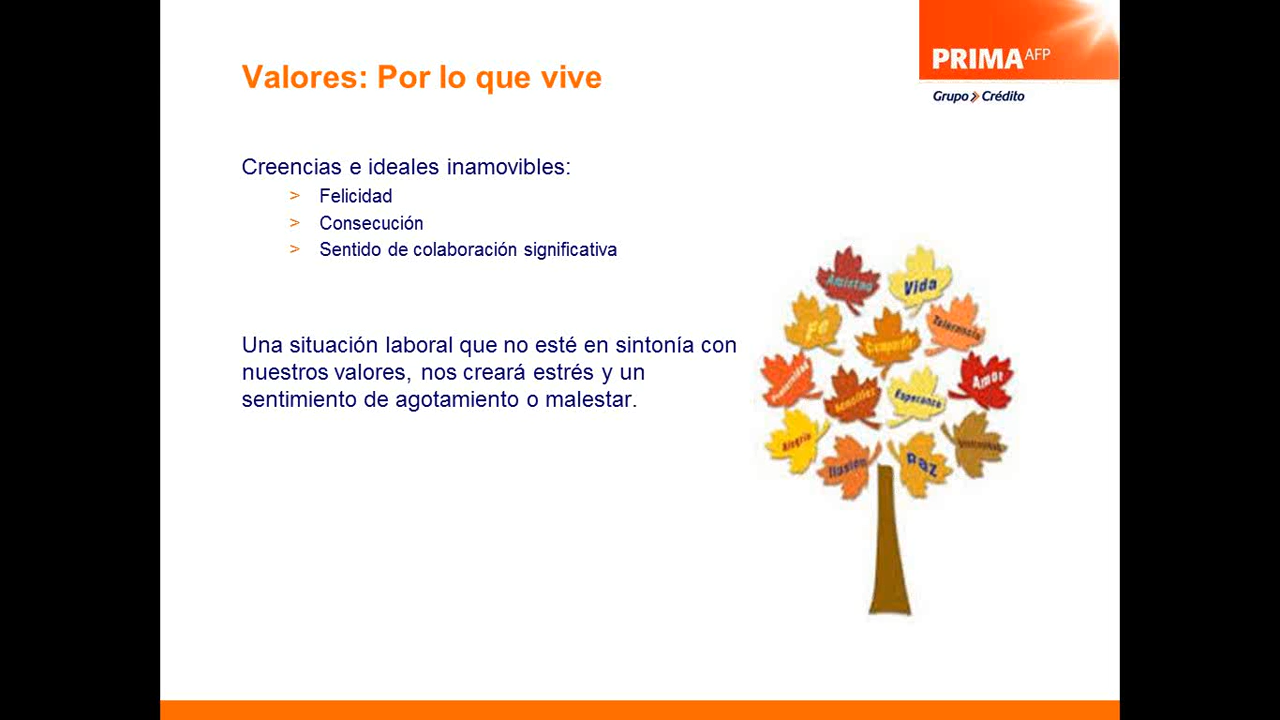 PRIMA AFP
Grupo Crédito
Valores: Por lo que vive
Creencias e ideales inamovibles:
> Felicidad
> Consecución
> Sentido de colaboración significativa
Una situación laboral que no esté en sintonía con
nuestros valores, nos creará estrés y un
sentimiento de agotamiento o malestar.
Amistad
Vida
Fe
Compartir
Tolerancia
Sencillez
Esperanza
Amor
Alegría
Ilusión
Paz